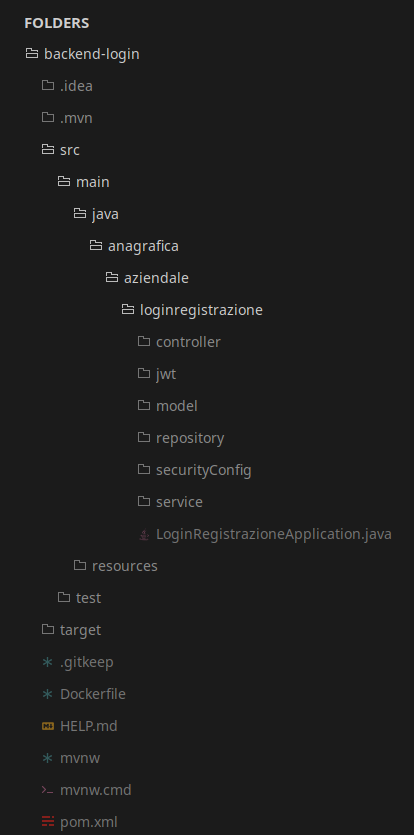 FOLDERS
backend-login
.idea
.mvn
src
main
java
anagrafica
aziendale
loginregistrazione
controller
jwt
model
repository
securityConfig
service
LoginRegistrazioneApplication.java
resources
test
target
.gitkeep
Dockerfile
HELP.md
mvnw
mvnw.cmd
pom.xml